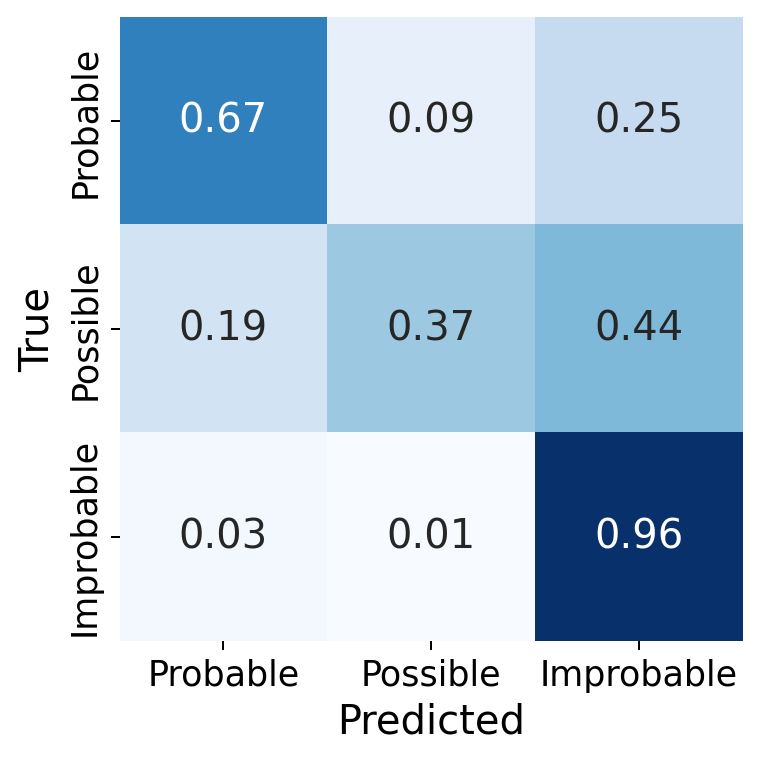 True
Probable
0.67 0.09 0.25
Possible
0.19 0.37 0.44
Improbable
0.03 0.01 0.96
Probable Possible Improbable
Predicted